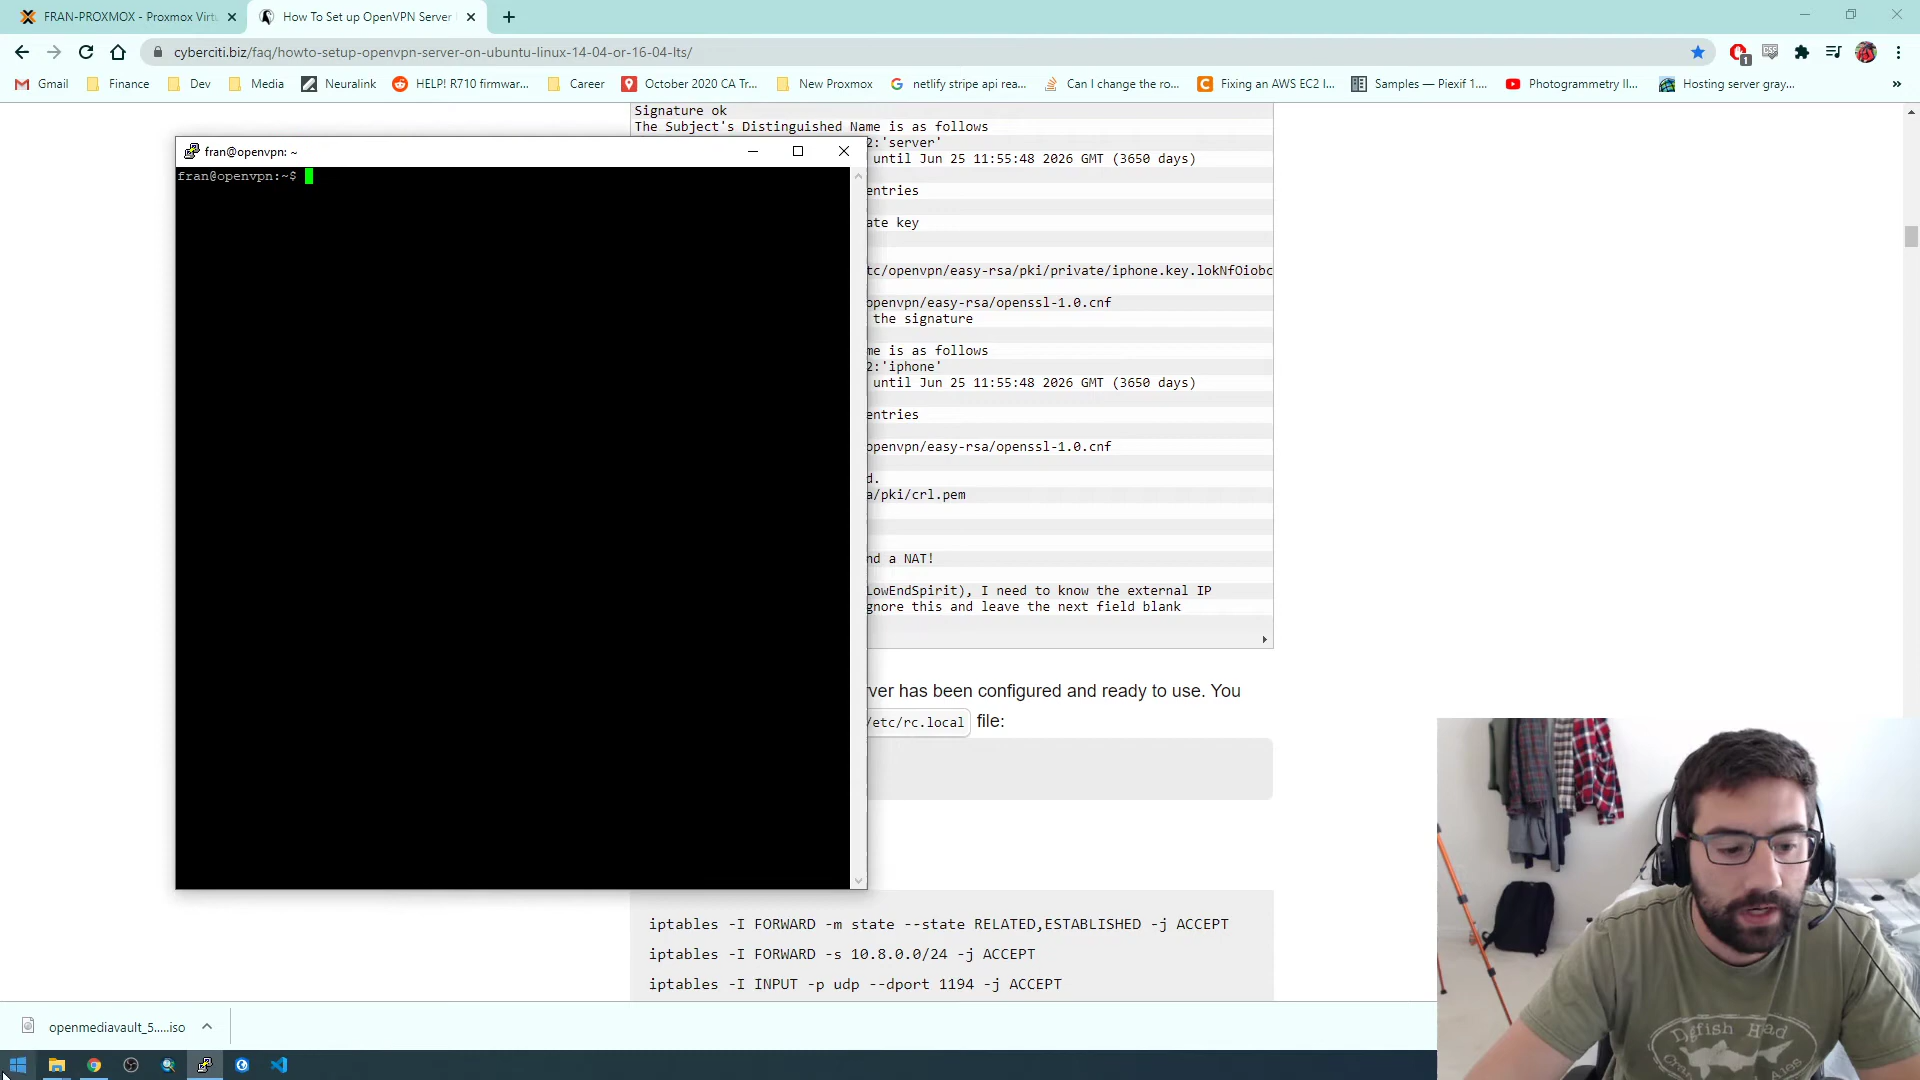 FRAN-PROXMOX - Proxmox Virtu
How To Set up OpenVPN Server
cyberciti.biz/faq/howto-setup-openvpn-server-on-ubuntu-linux-14-04-or-16-04-lts/
1
Gmail
Finance
Dev
Media
Neuralink
HELP! R710 firmwar...
Career
October 2020 CA Tr...
New Proxmox
netlify stripe api rea...
Can I change the ro...
Fixing an AWS EC2 I...
Samples — Piexif 1....
Photogrammetry II...
Hosting server gray...
»
Signature ok
The Subject's Distinguished Name is as follows
2:'server'
until Jun 25 11:55:48 2026 GMT (3650 days)
entries
ate key
tc/openvpn/easy-rsa/pki/private/iphone.key.lokNfOiobc
openvpn/easy-rsa/openssl-1.0.cnf
the signature
me is as follows
2:'iphone'
until Jun 25 11:55:48 2026 GMT (3650 days)
entries
openvpn/easy-rsa/openssl-1.0.cnf
d.
a/pki/crl.pem
nd a NAT!
LowEndSpirit), I need to know the external IP
gnore this and leave the next field blank
fran@openvpn: ~
fran@openvpn:~$
rver has been configured and ready to use. You
/etc/rc.local file:
iptables -I FORWARD -m state --state RELATED,ESTABLISHED -j ACCEPT
iptables -I FORWARD -s 10.8.0.0/24 -j ACCEPT
iptables -I INPUT -p udp --dport 1194 -j ACCEPT
openmediavault_5.....iso